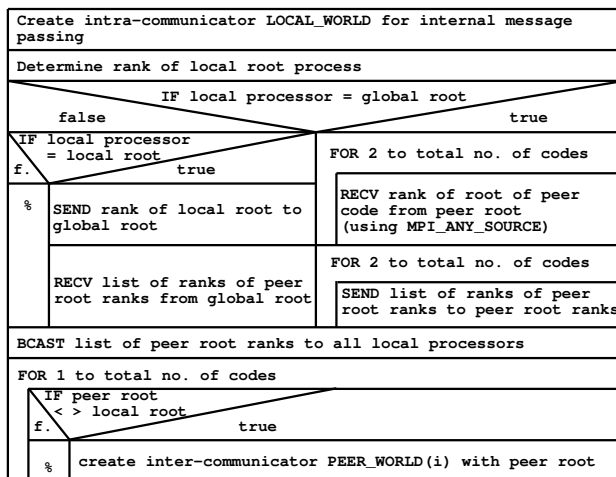 Create intra-communicator LOCAL_WORLD for internal message
passing
Determine rank of local root process
IF local processor = global root
false
true
IF local processor
= local root
f.
true
%
SEND rank of local root to
global root
RECV list of ranks of peer
root ranks from global root
FOR 2 to total no. of codes
RECV rank of root of peer
code from peer root
(using MPI_ANY_SOURCE)
FOR 2 to total no. of codes
SEND list of ranks of peer
root ranks to peer root ranks
BCAST list of peer root ranks to all local processors
FOR 1 to total no. of codes
IF peer root
< > local root
f.
true
%
create inter-communicator PEER_WORLD(i) with peer root